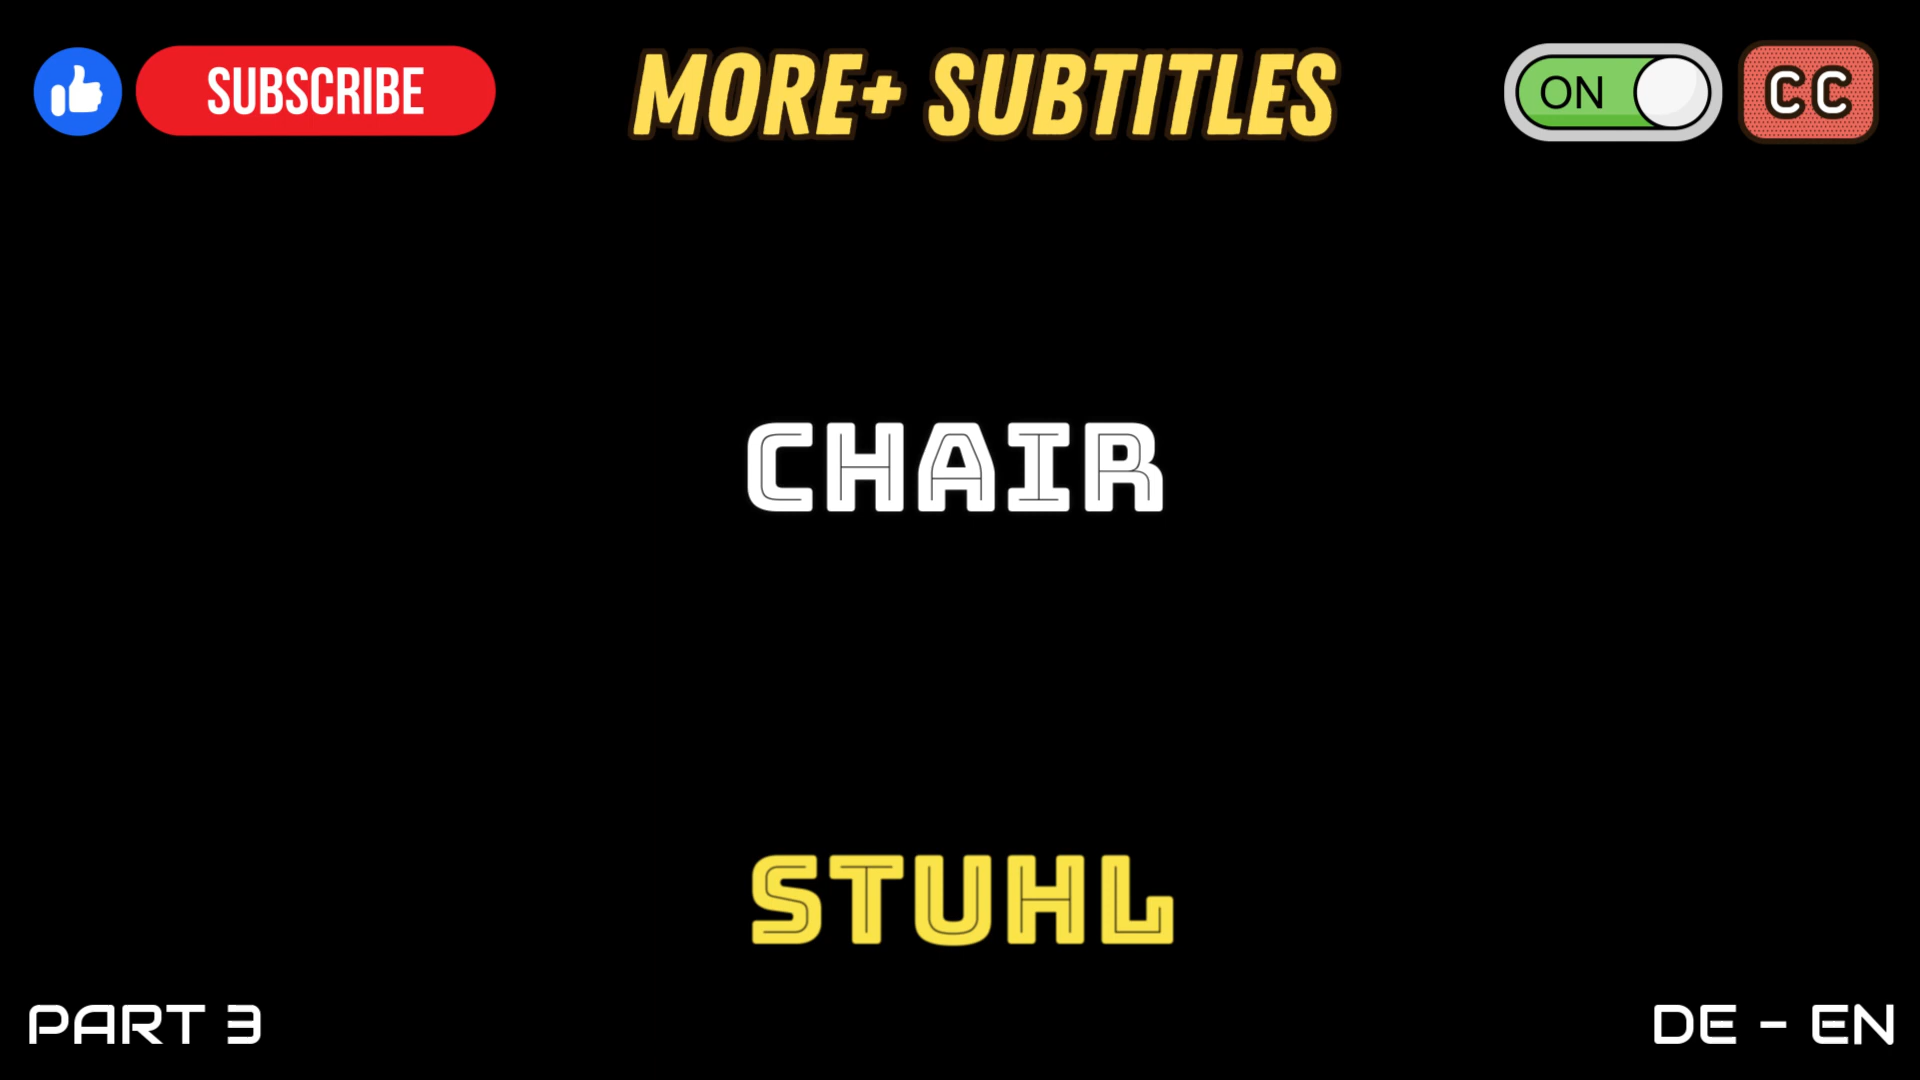 SUBSCRIBE
MORE+ SUBTITLES
ON
CC
CHAIR
STUHL
PART 3
DE - EN